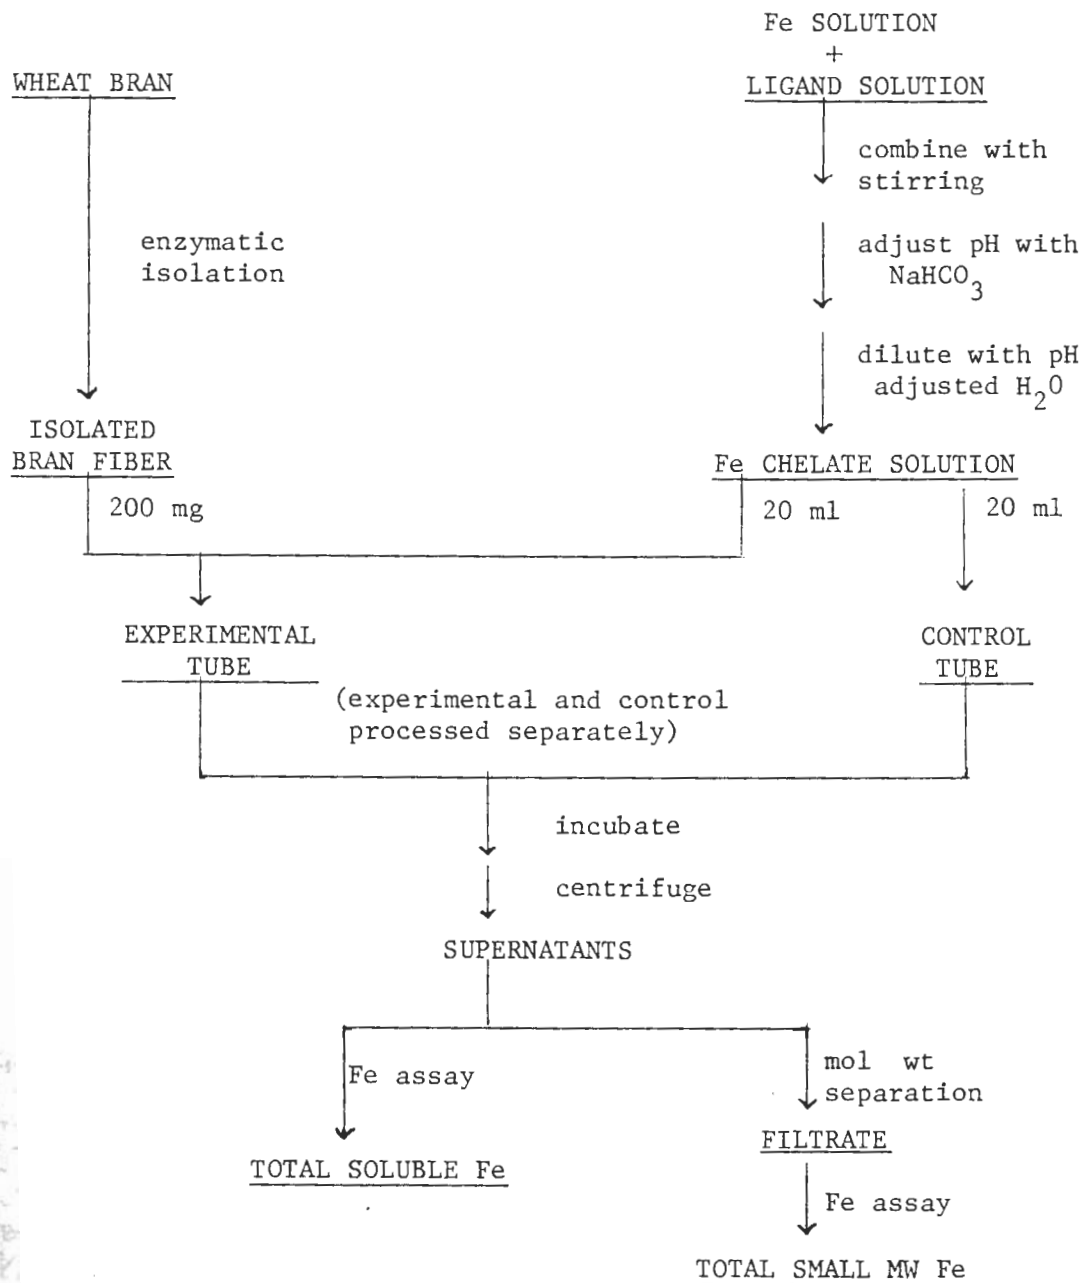 Fe SOLUTION
+
WHEAT BRAN
LIGAND SOLUTION
combine with
stirring
enzymatic
isolation
adjust pH with
NaHCO3
dilute with pH
adjusted H2O
ISOLATED
BRAN FIBER
Fe CHELATE SOLUTION
200 mg
20 ml
20 ml
EXPERIMENTAL
TUBE
CONTROL
TUBE
(experimental and control
processed separately)
incubate
centrifuge
SUPERNATANTS
Fe assay
mol wt
separation
FILTRATE
TOTAL SOLUBLE Fe
Fe assay
TOTAL SMALL MW Fe